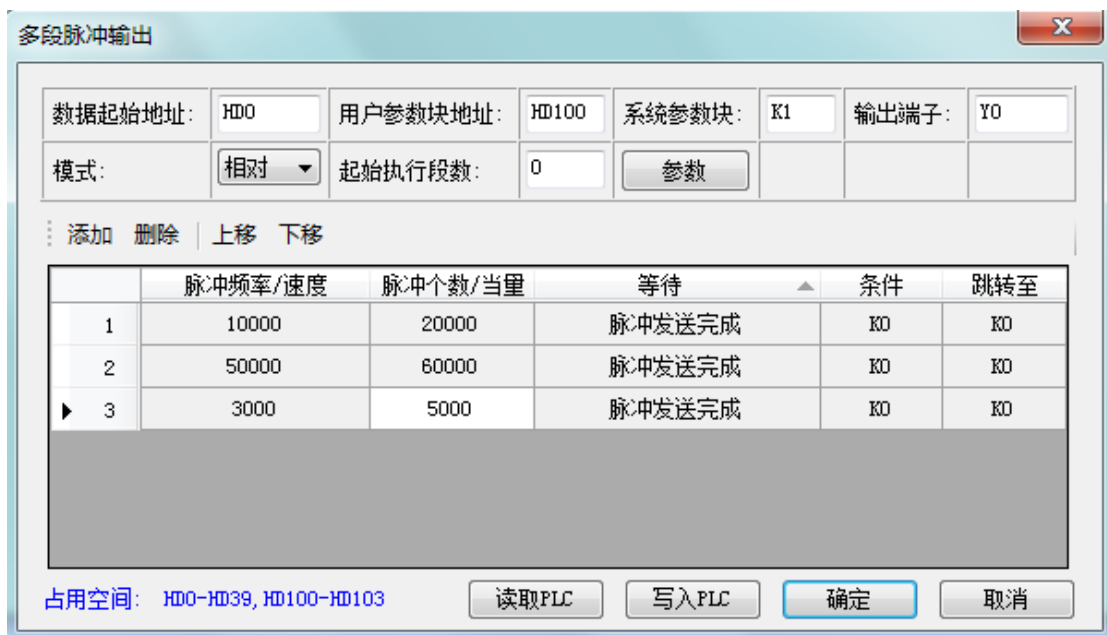 多段脉冲输出
数据起始地址: HD0 用户参数块地址: HD100 系统参数块: K1 输出端子: Y0
模式: 相对 起始执行段数: 0 参数
添加 删除 上移 下移
脉冲频率/速度 脉冲个数/当量 等待 条件 跳转至
1 10000 20000 脉冲发送完成 K0 K0
2 50000 60000 脉冲发送完成 K0 K0
3 3000 5000 脉冲发送完成 K0 K0
占用空间: HD0-HD39,HD100-HD103 读取PLC 写入PLC 确定 取消